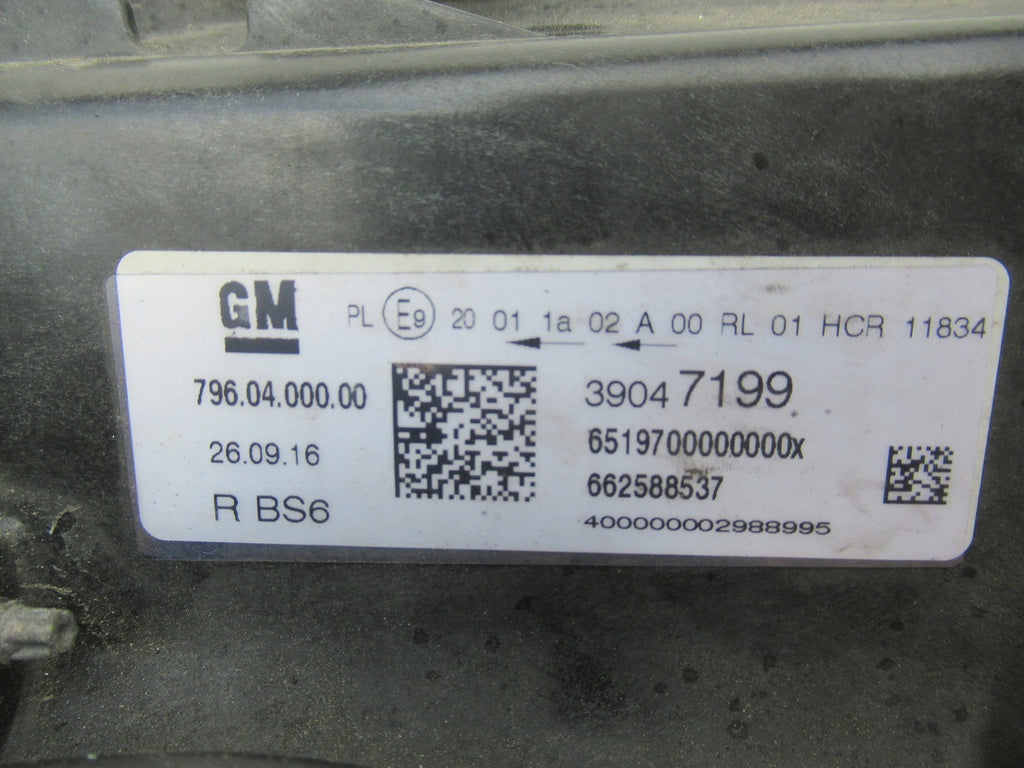 GM
PL E9 20 01 1a 02 A 00 RL 01 HCR 11834
796.04.000.00
39047199
26.09.16
6519700000000x
662588537
R BS6
400000002988995